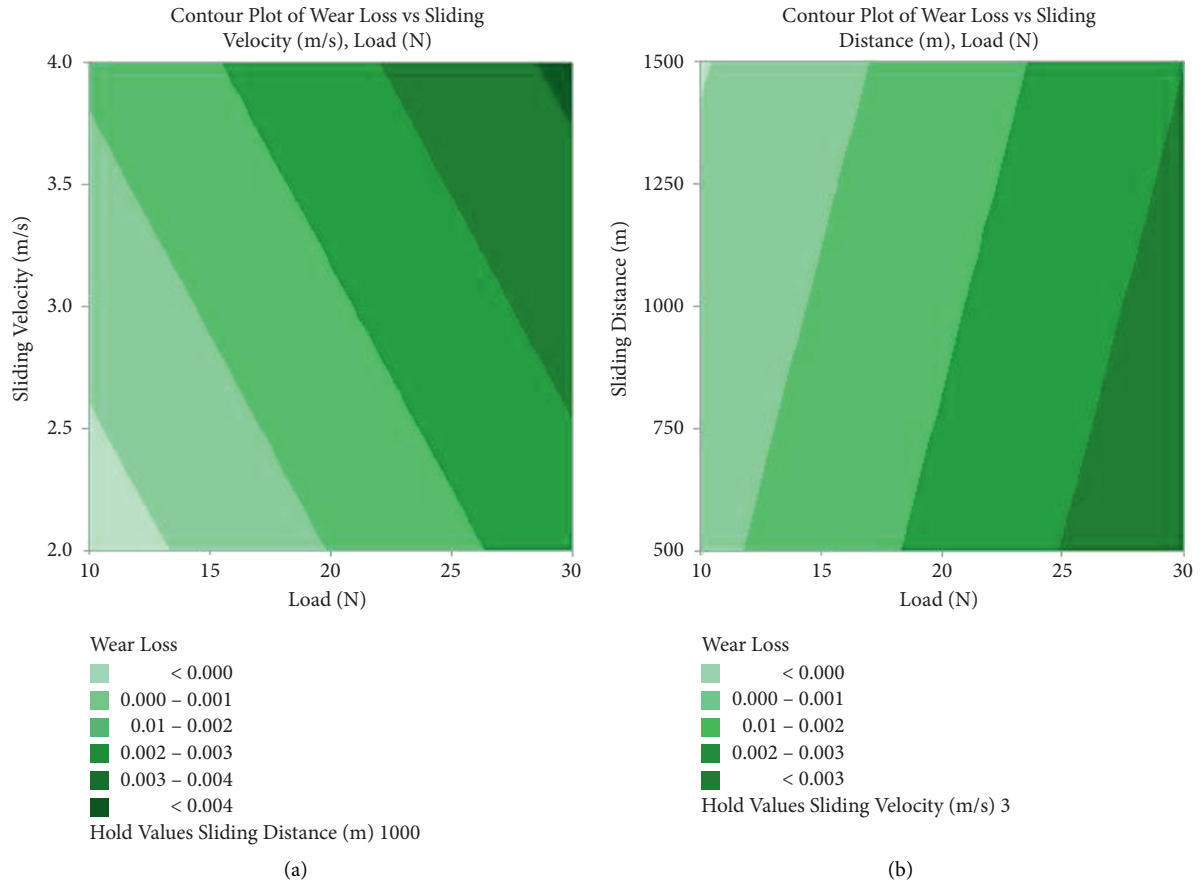 Contour Plot of Wear Loss vs Sliding
Velocity (m/s), Load (N)
4.0
3.5
3.0
2.5
2.0
Sliding Velocity (m/s)
10
15
20
25
30
Load (N)
Wear Loss
< 0.000
0.000 – 0.001
0.01 – 0.002
0.002 – 0.003
0.003 – 0.004
< 0.004
Hold Values Sliding Distance (m) 1000
(a)
Contour Plot of Wear Loss vs Sliding
Distance (m), Load (N)
1500
1250
1000
750
500
Sliding Distance (m)
10
15
20
25
30
Load (N)
Wear Loss
< 0.000
0.000 – 0.001
0.01 – 0.002
0.002 – 0.003
< 0.003
Hold Values Sliding Velocity (m/s) 3
(b)